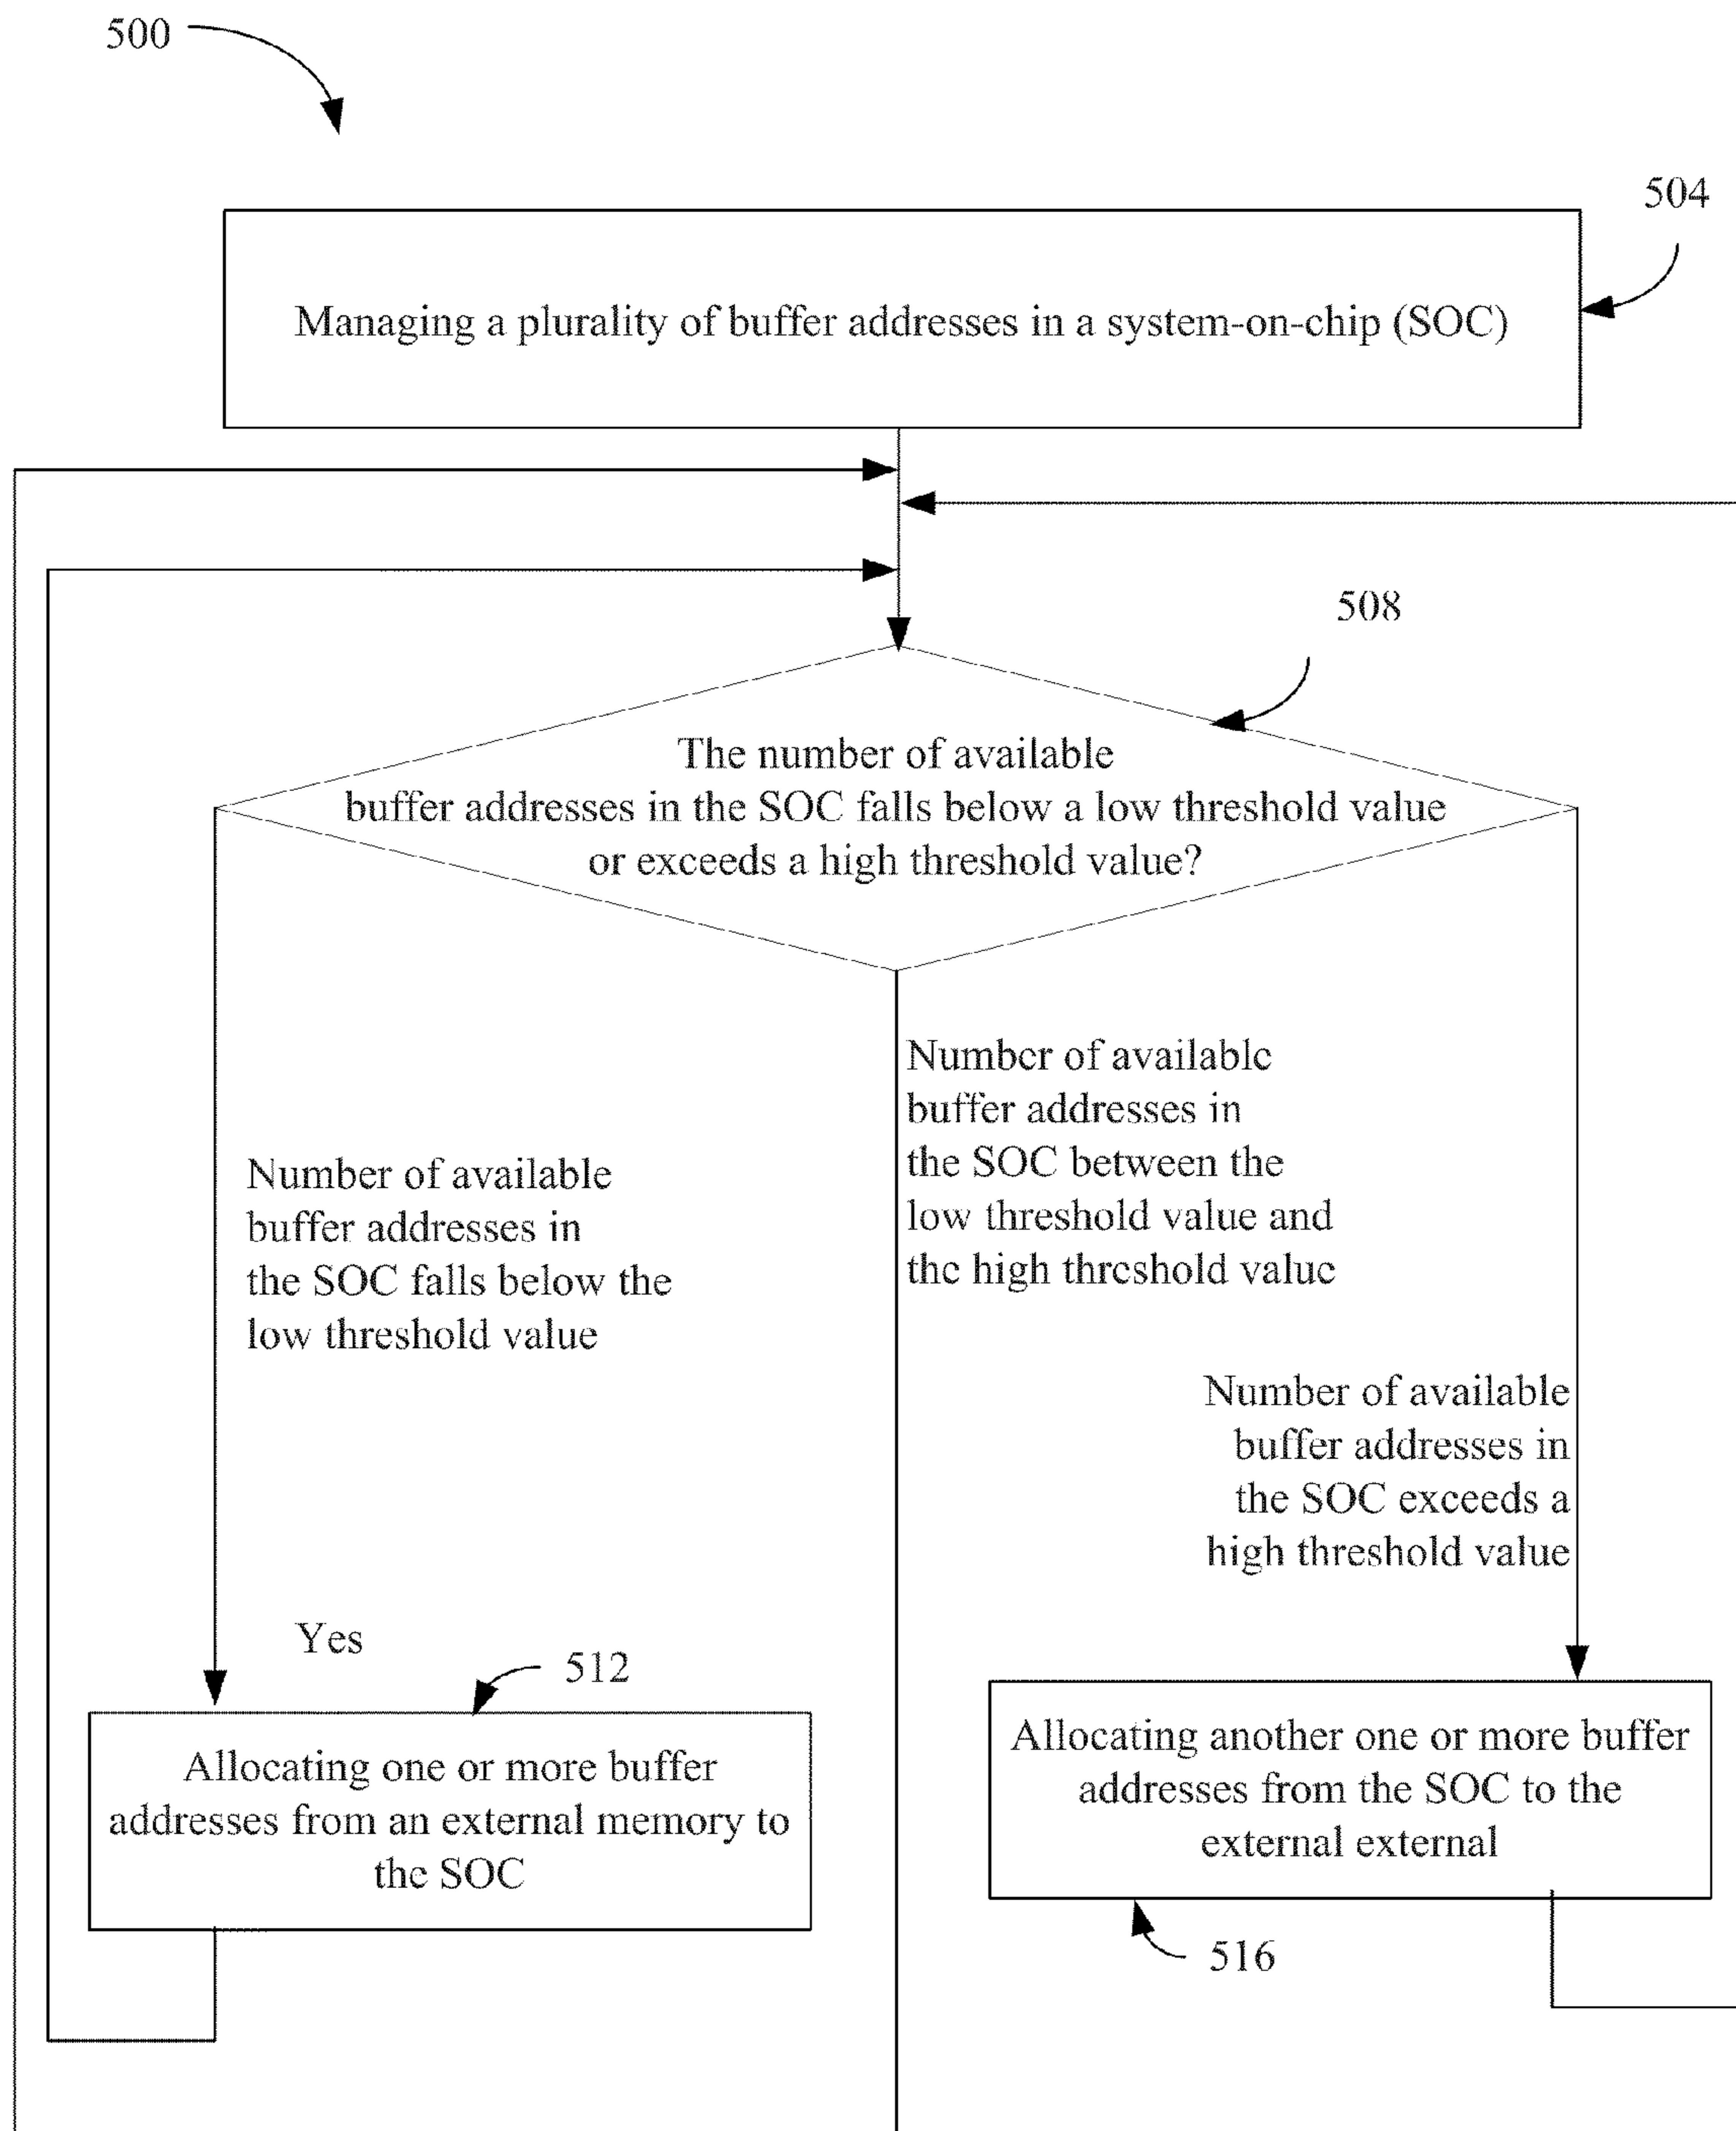 500
504
Managing a plurality of buffer addresses in a system-on-chip (SOC)
508
The number of available
buffer addresses in the SOC falls below a low threshold value
or exceeds a high threshold value?
Number of available
buffer addresses in
the SOC between the
low threshold value and
the high threshold value
Number of available
buffer addresses in
the SOC falls below the
low threshold value
Number of available
buffer addresses in
the SOC exceeds a
high threshold value
Yes
512
Allocating one or more buffer
addresses from an external memory to
the SOC
Allocating another one or more buffer
addresses from the SOC to the
external external
516